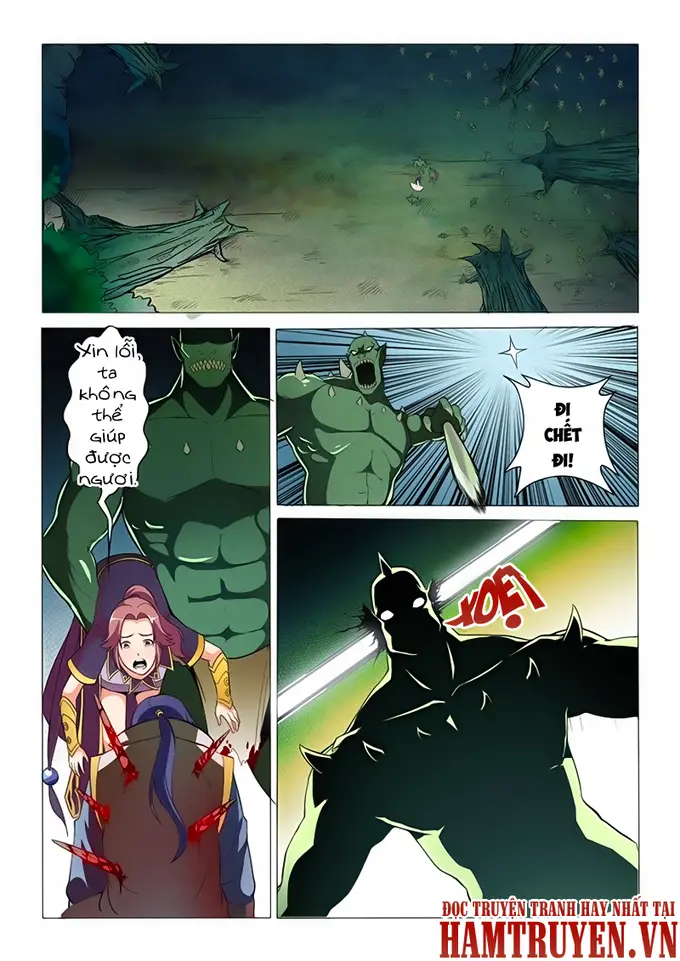 Xin lỗi,
ta
không
thể
giúp
được
ngươi.
ĐI
CHẾT
ĐI!
XOẸT
ĐỌC TRUYỆN TRANH HAY NHẤT TẠI
HAMTRUYEN.VN